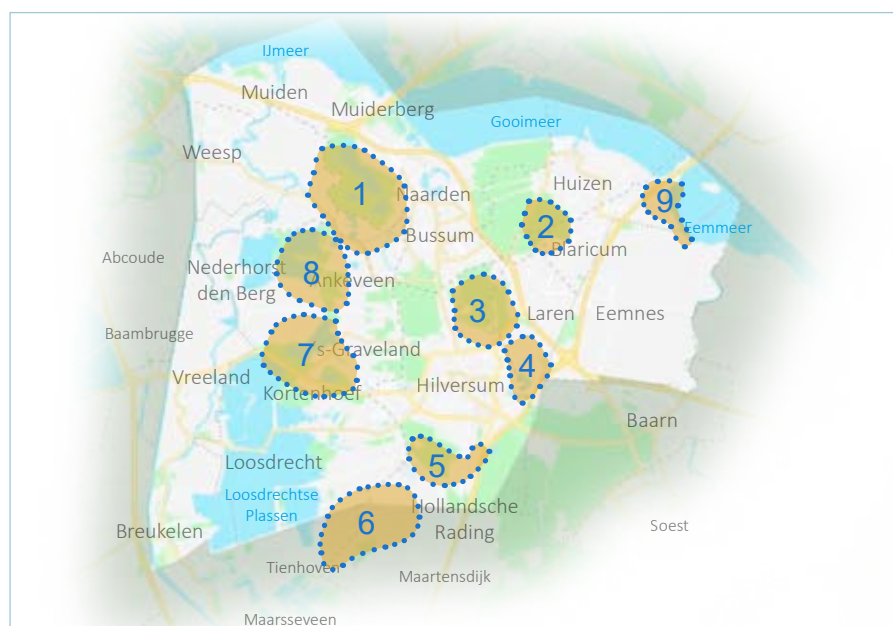 IJmeer
Muiden
Muiderberg
Gooimeer
Weesp
Huizen
1
Naarden
9
2
Eemmeer
Bussum
Blaricum
Abcoude
Nederhorst
den Berg
8
Ankeveen
3
Laren
Eemnes
Baambrugge
7
's-Graveland
4
Vreeland
Kortenhoef
Hilversum
Baarn
5
Loosdrecht
Loosdrechtse
Plassen
Hollandsche
Rading
6
Breukelen
Soest
Tienhoven
Maartensdijk
Maarsseveen